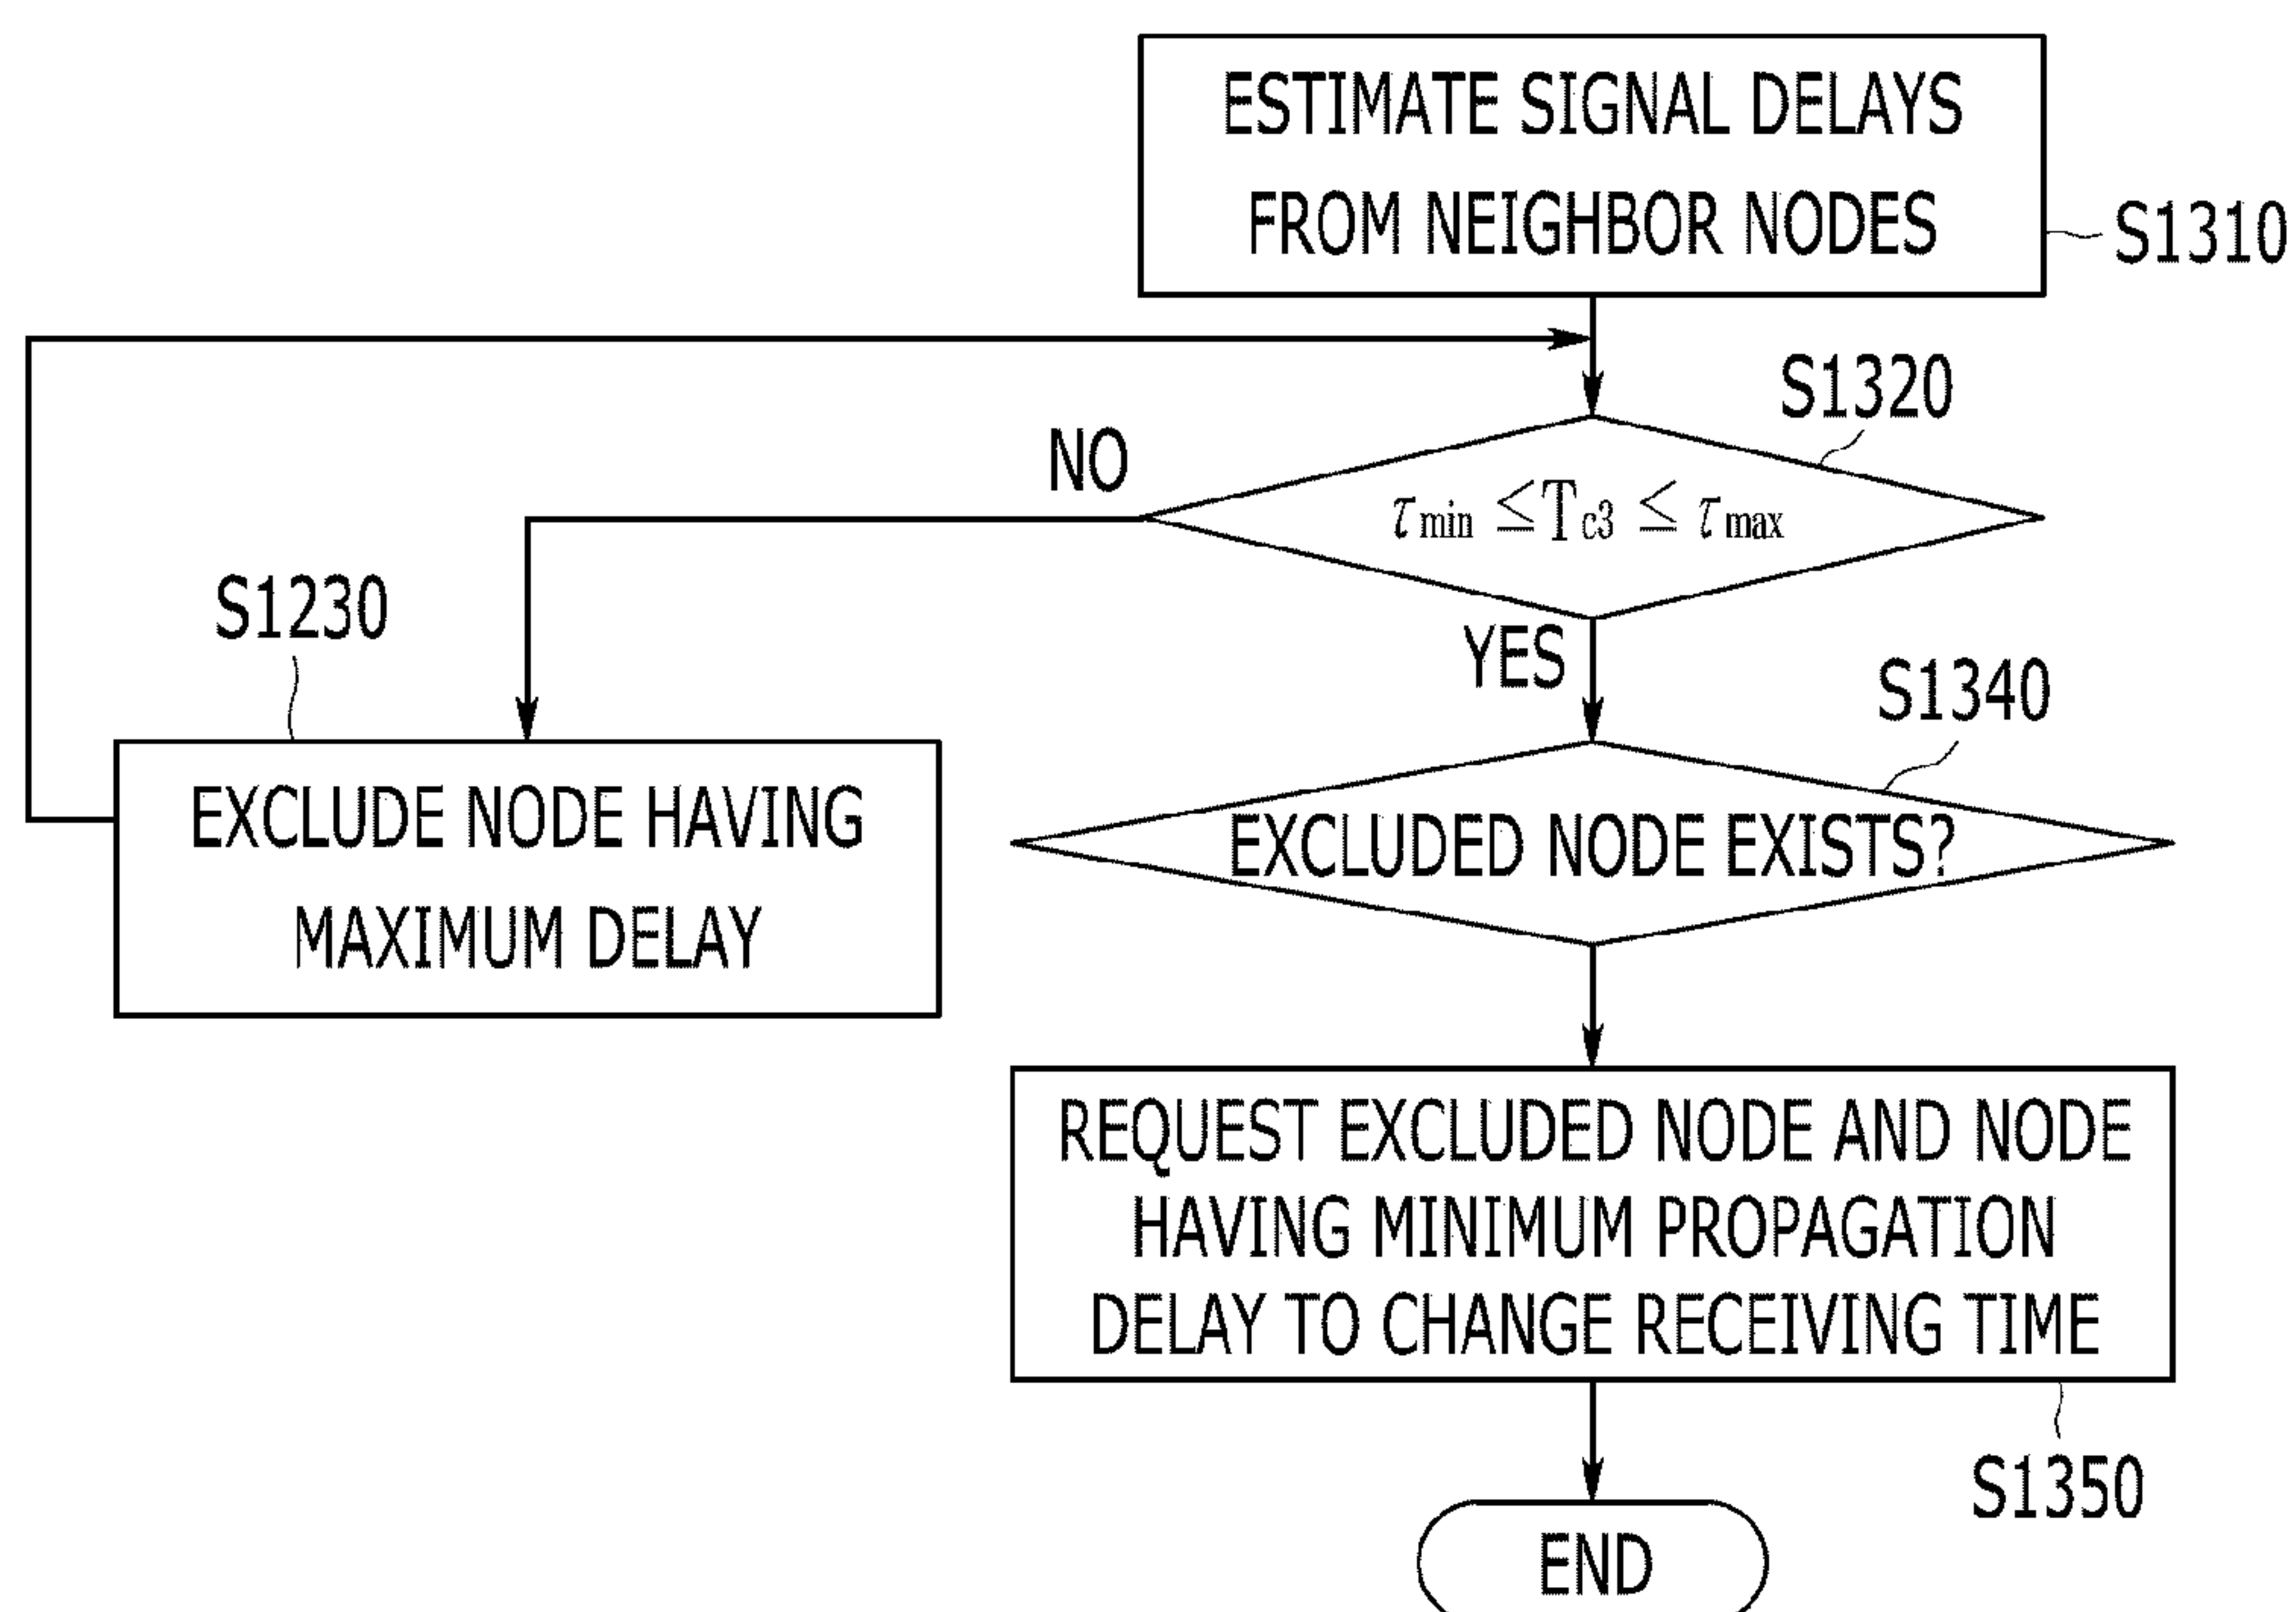 ESTIMATE SIGNAL DELAYS
FROM NEIGHBOR NODES
S1310
S1320
NO
τmin ≤Tc3 ≤ τmax
S1230
YES
S1340
EXCLUDE NODE HAVING
MAXIMUM DELAY
EXCLUDED NODE EXISTS?
REQUEST EXCLUDED NODE AND NODE
HAVING MINIMUM PROPAGATION
DELAY TO CHANGE RECEIVING TIME
S1350
END